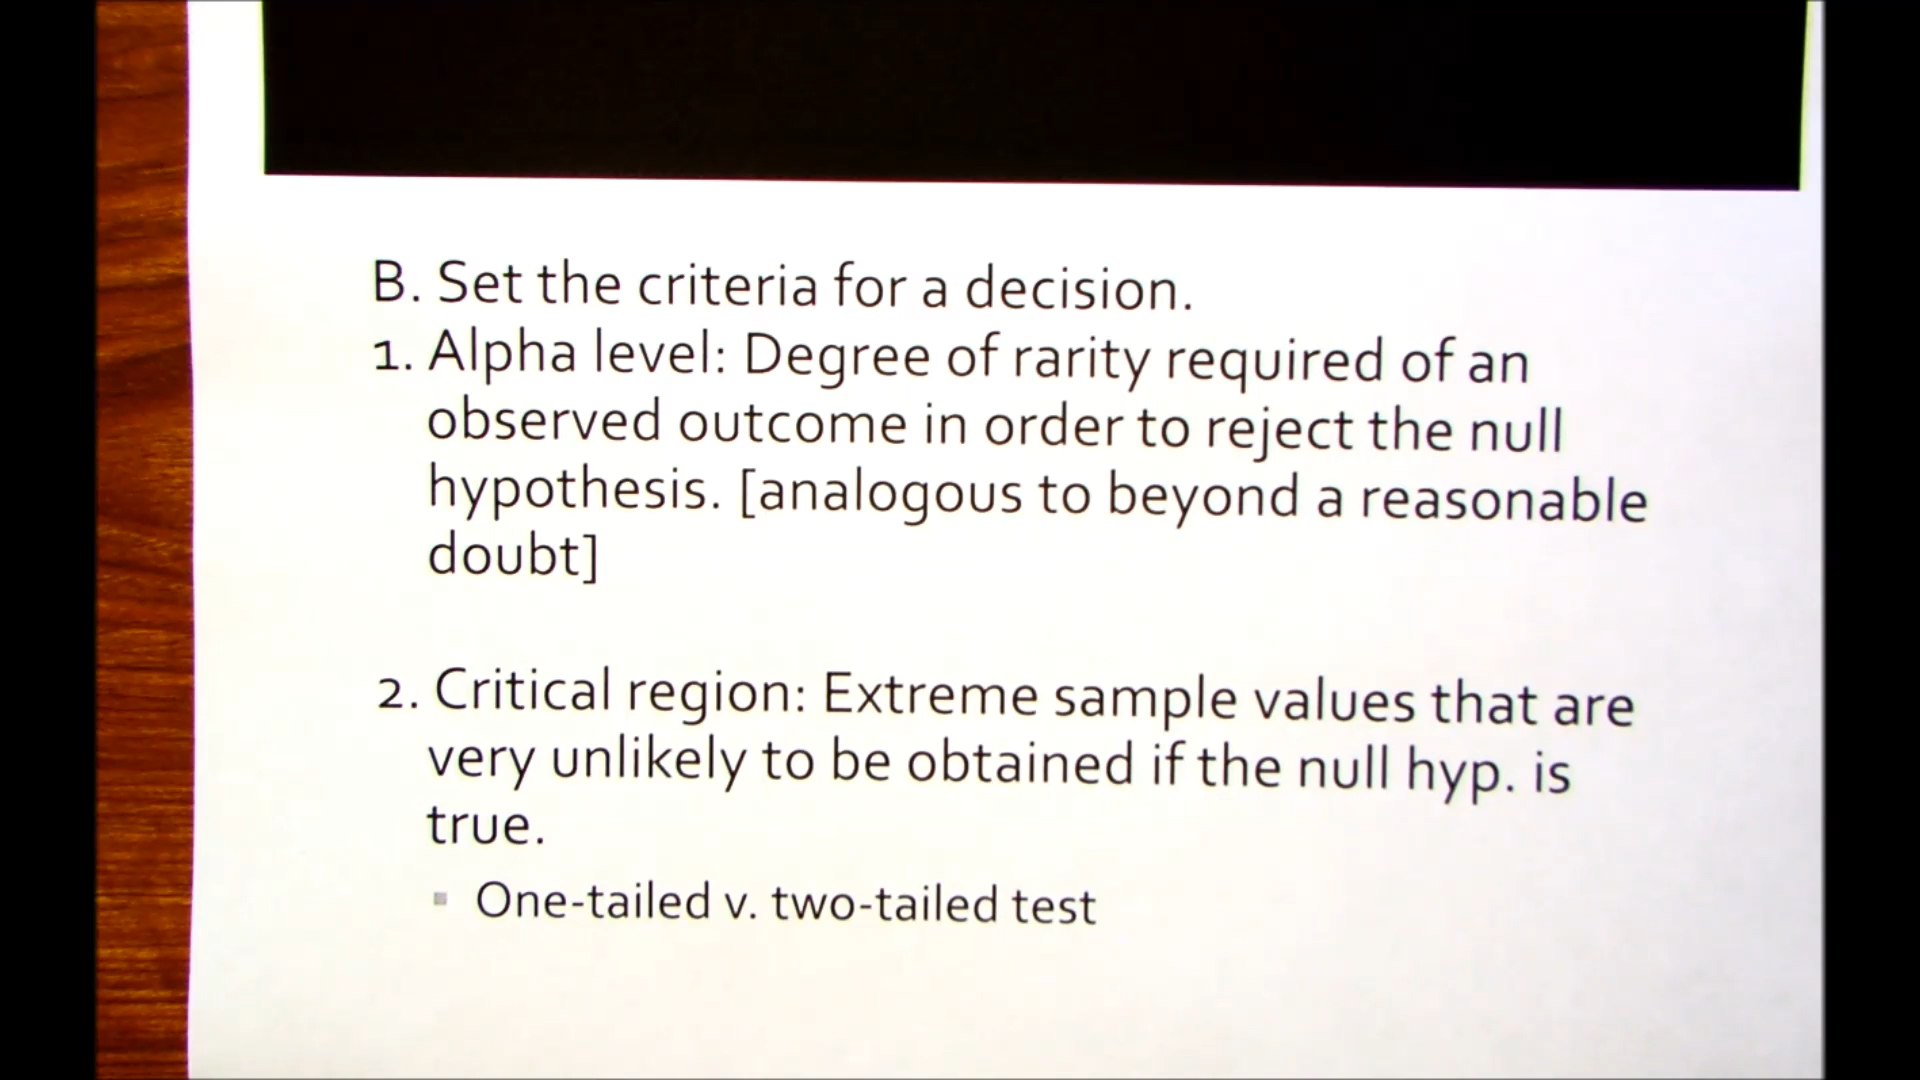 B. Set the criteria for a decision.
1. Alpha level: Degree of rarity required of an
observed outcome in order to reject the null
hypothesis. [analogous to beyond a reasonable
doubt]
2. Critical region: Extreme sample values that are
very unlikely to be obtained if the null hyp. is
true.
▪ One-tailed v. two-tailed test